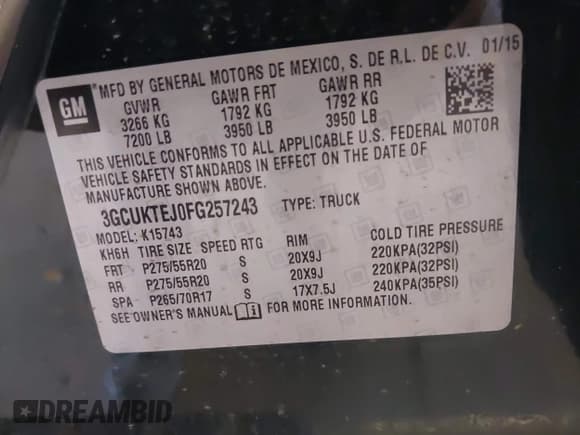 GM
® MFD BY GENERAL MOTORS DE MEXICO, S. DE R.L. DE C.V. 01/15
GVWR GAWR FRT GAWR RR
3266 KG 1792 KG 1792 KG
7200 LB 3950 LB 3950 LB
THIS VEHICLE CONFORMS TO ALL APPLICABLE U.S. FEDERAL MOTOR
VEHICLE SAFETY STANDARDS IN EFFECT ON THE DATE OF
MANUFACTURE SHOWN ABOVE.
3GCUKTEJ0FG257243 TYPE: TRUCK
MODEL: K15743
KH6H TIRE SIZE SPEED RTG RIM COLD TIRE PRESSURE
FRT P275/55R20 S 20X9J 220KPA(32PSI)
RR P275/55R20 S 20X9J 220KPA(32PSI)
SPA P265/70R17 S 17X7.5J 240KPA(35PSI)
SEE OWNER'S MANUAL FOR MORE INFORMATION.
DREAMBID